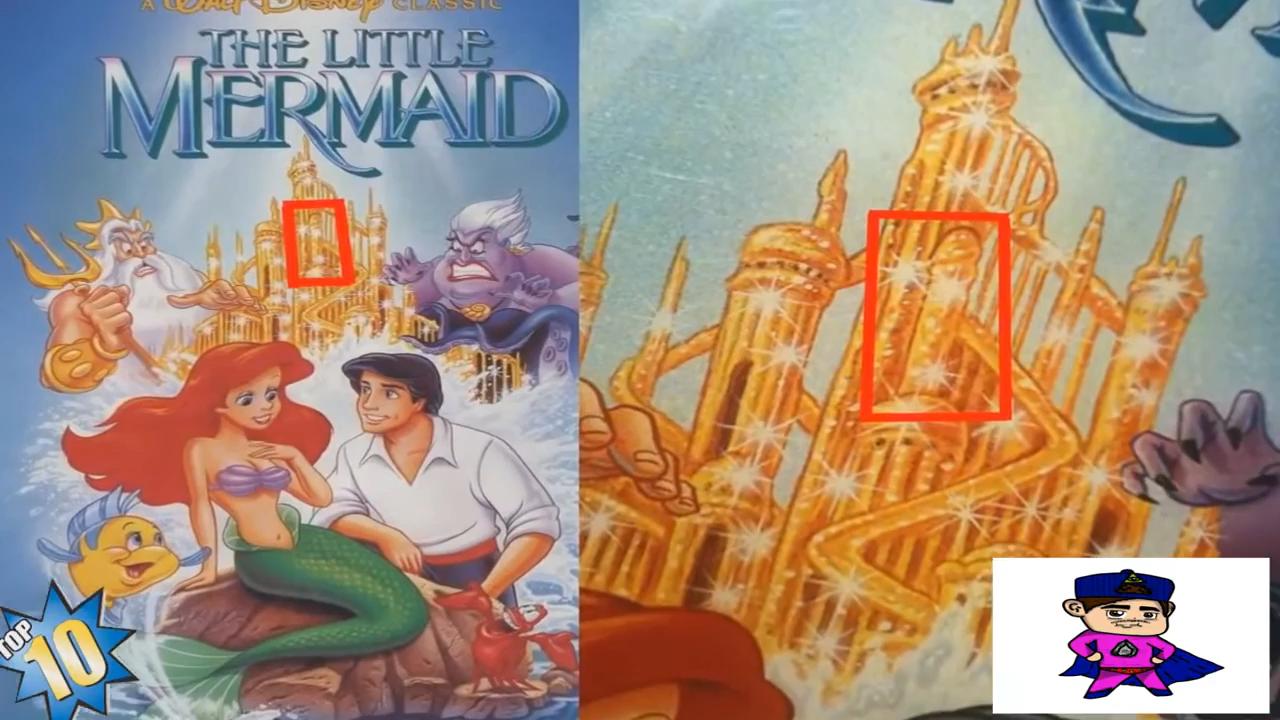 A WALT DISNEY CLASSIC
THE LITTLE
MERMAID
TOP
10